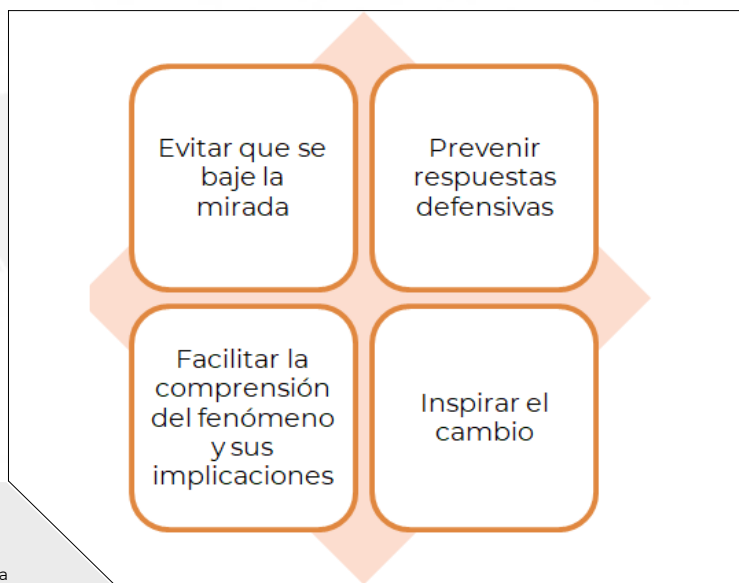 Evitar que se
baje la
mirada
Prevenir
respuestas
defensivas
Facilitar la
comprensión
del fenómeno
y sus
implicaciones
Inspirar el
cambio
a